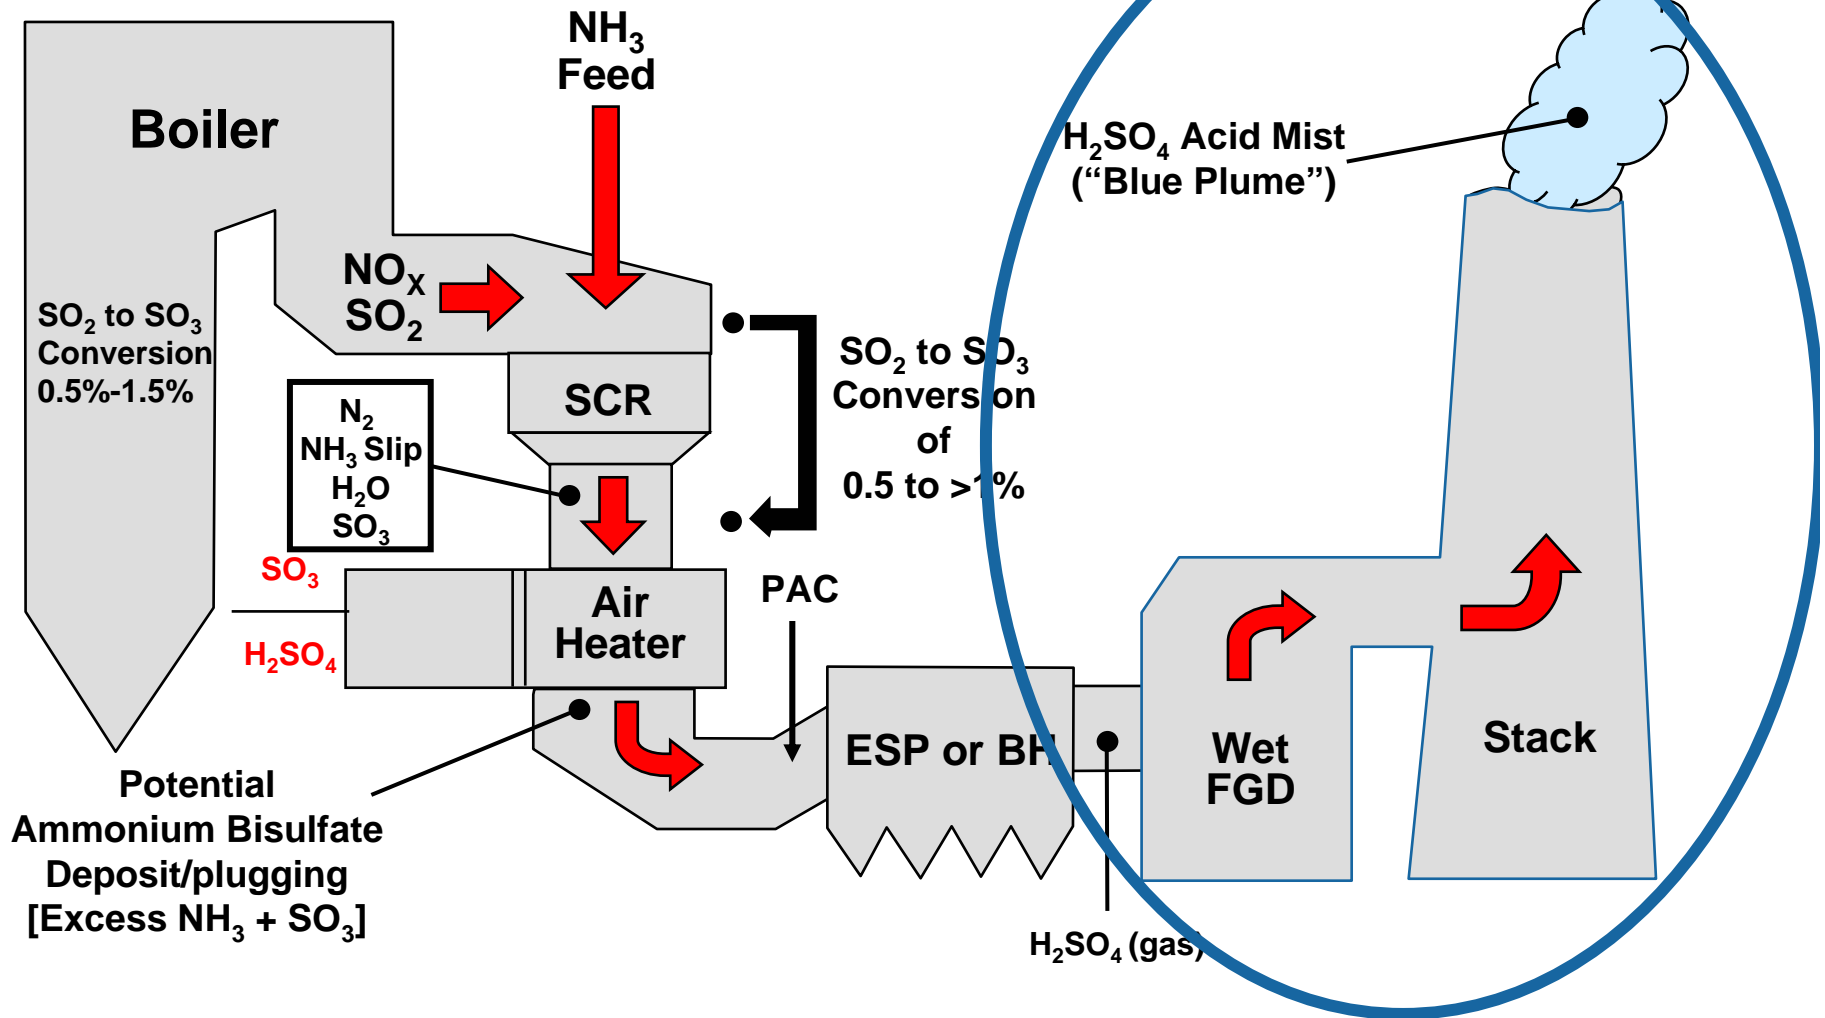 NH₃
Feed
Boiler
H₂SO₄ Acid Mist
(“Blue Plume”)
NOₓ
SO₂
SO₂ to SO₃
Conversion
0.5%-1.5%
SO₂ to SO₃
Conversion
of
0.5 to >1%
SCR
N₂
NH₃ Slip
H₂O
SO₃
SO₃
H₂SO₄
Air
Heater
PAC
ESP or BH
Wet
FGD
Stack
Potential
Ammonium Bisulfate
Deposit/plugging
[Excess NH₃ + SO₃]
H₂SO₄ (gas)